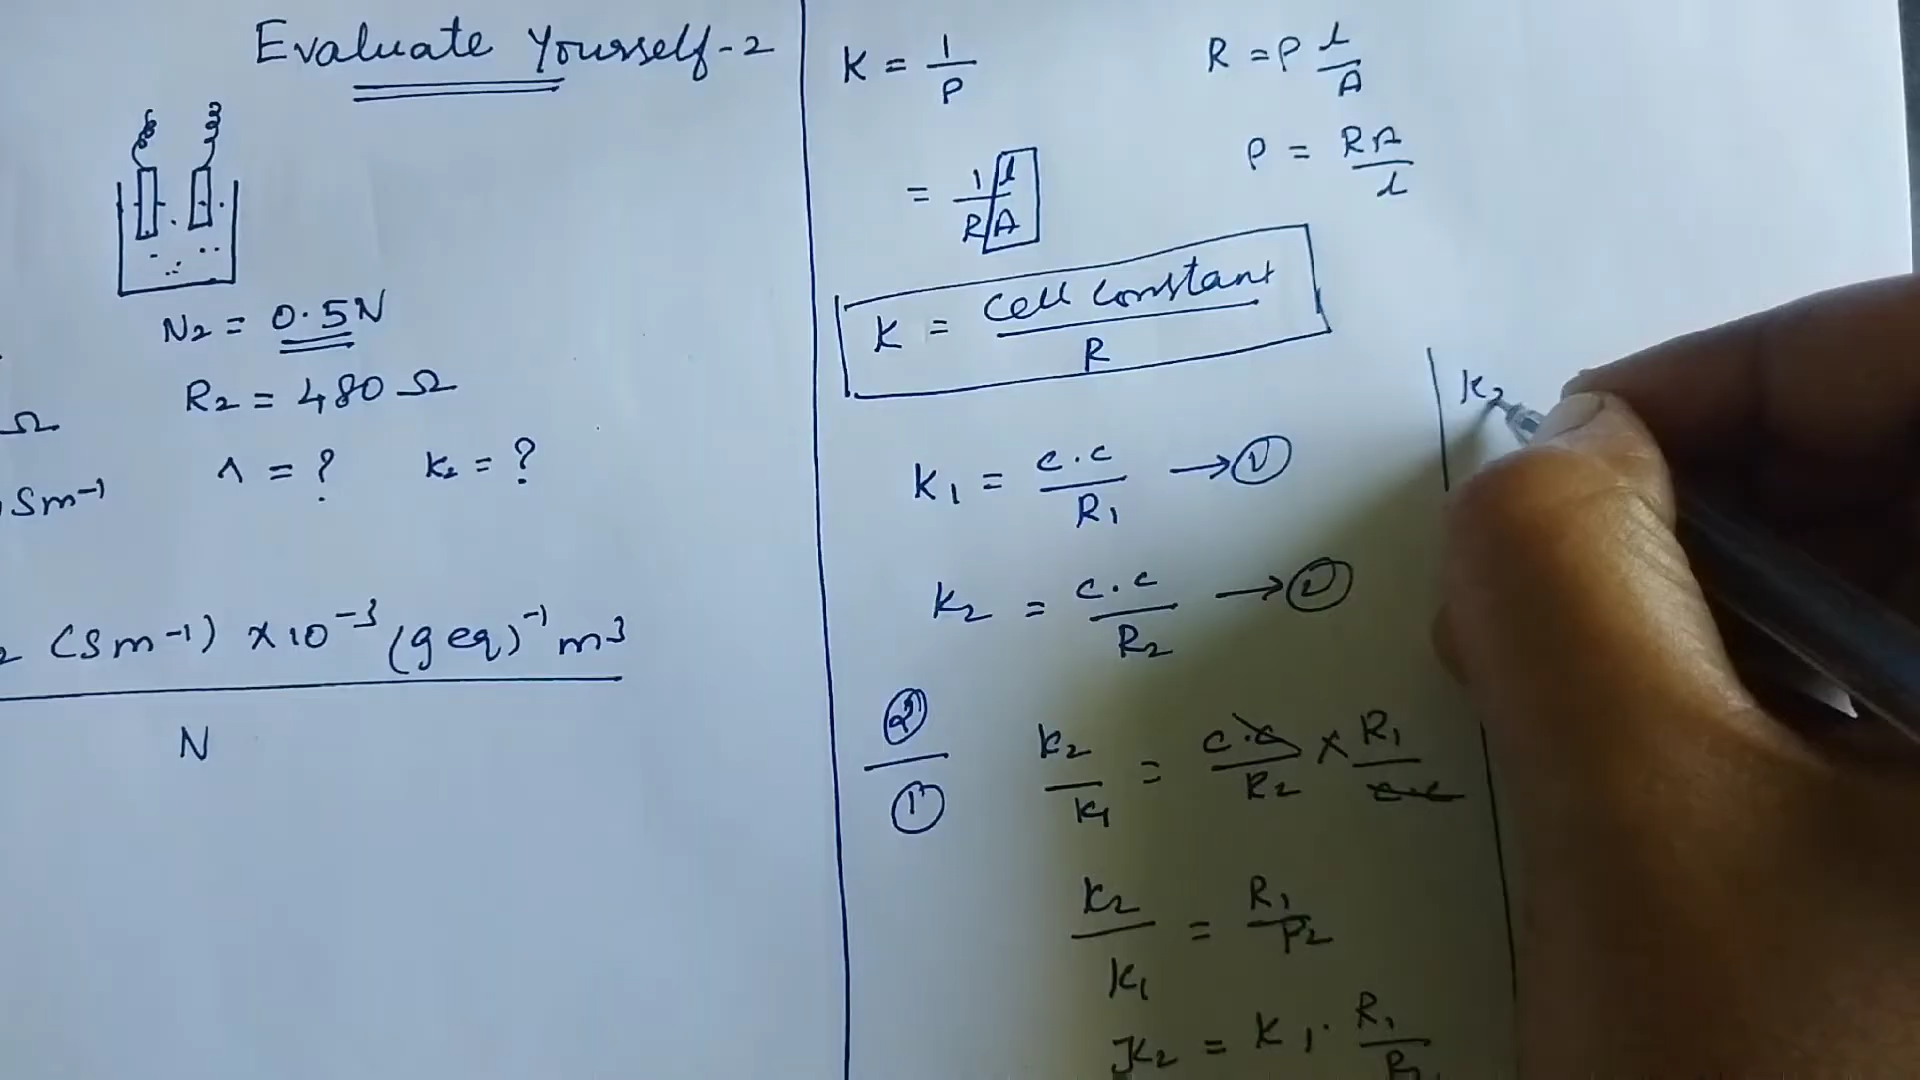 Evaluate Yourself-2
N₂ = 0.5N
R₂ = 480 Ω
Ω
Λ = ? k₂ = ?
Sm⁻¹
(Sm⁻¹) × 10⁻³ (g eq)⁻¹ m³
N
K = 1/ρ
R = ρ l/A
= 1/R l/A
ρ = RA/l
K = Cell Constant/R
K₁ = c.c/R₁ → ①
K₂ = c.c/R₂ → ②
②/① k₂/k₁ = c.c/R₂ × R₁/c.c
k₂/k₁ = R₁/R₂
k₂ = K₁. R₁/R₂
k₂